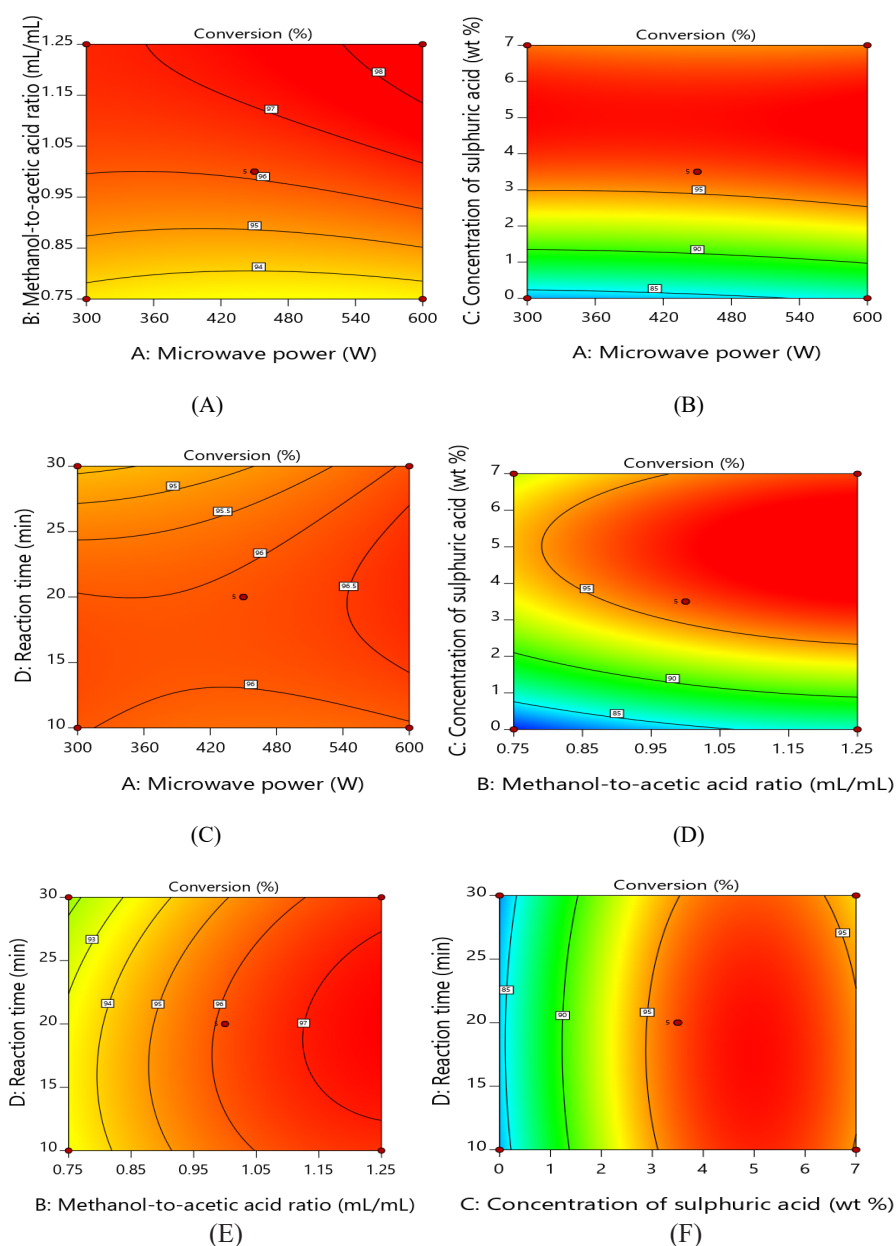 Conversion (%)
B: Methanol-to-acetic acid ratio (mL/mL)
1.25
1.15
1.05
0.95
0.85
0.75
98
97
5
96
95
94
300 360 420 480 540 600
A: Microwave power (W)
(A)
Conversion (%)
C: Concentration of sulphuric acid (wt %)
7
6
5
4
3
2
1
0
5
95
90
85
300 360 420 480 540 600
A: Microwave power (W)
(B)
Conversion (%)
D: Reaction time (min)
30
25
20
15
10
95
95.5
96
96.5
5
96
300 360 420 480 540 600
A: Microwave power (W)
(C)
Conversion (%)
C: Concentration of sulphuric acid (wt %)
7
6
5
4
3
2
1
0
95
5
90
85
0.75 0.85 0.95 1.05 1.15 1.25
B: Methanol-to-acetic acid ratio (mL/mL)
(D)
Conversion (%)
D: Reaction time (min)
30
25
20
15
10
93
94 95 96
5
97
0.75 0.85 0.95 1.05 1.15 1.25
B: Methanol-to-acetic acid ratio (mL/mL)
(E)
Conversion (%)
D: Reaction time (min)
30
25
20
15
10
95
85
90 95
5
0 1 2 3 4 5 6 7
C: Concentration of sulphuric acid (wt %)
(F)